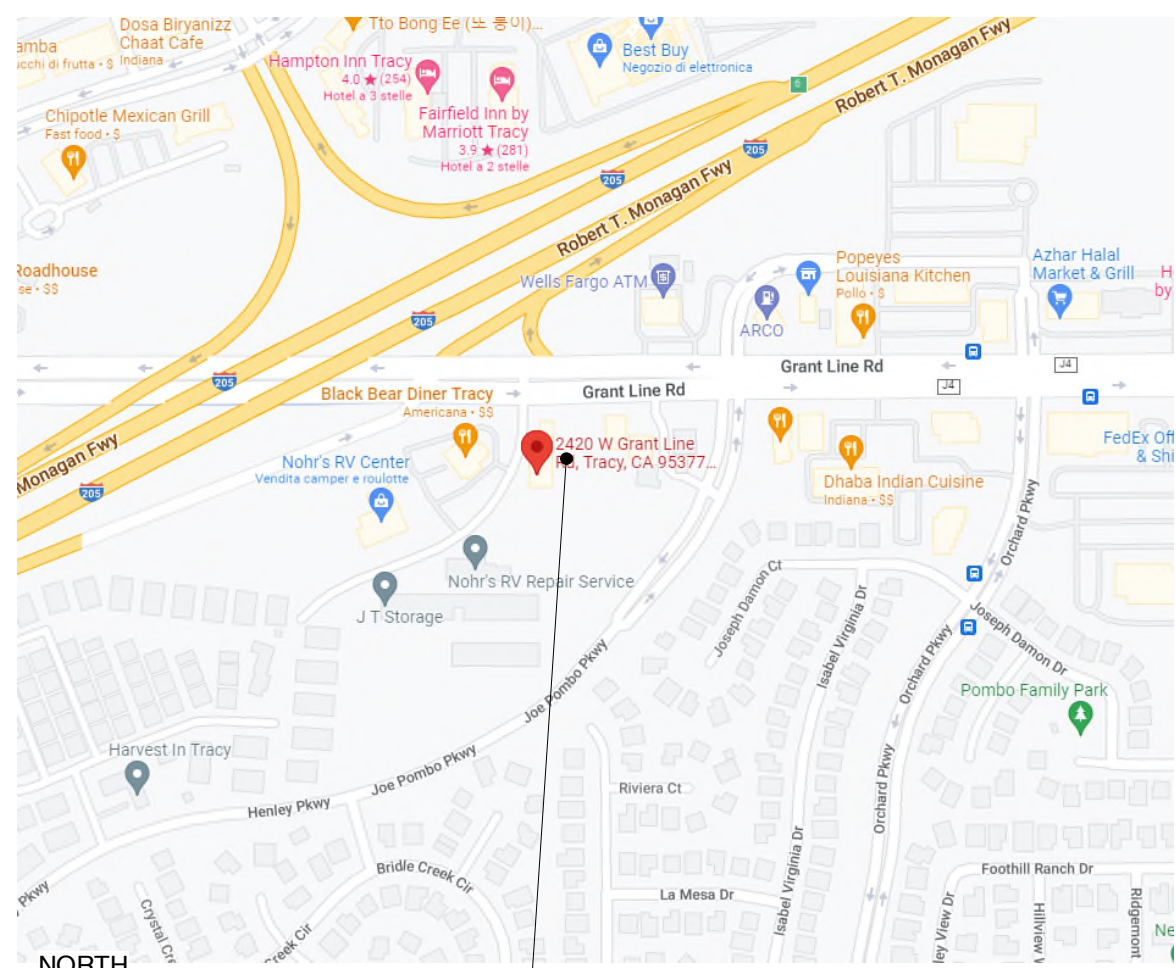 Dosa Biryanizz
Chaat Cafe
Indiana
amba
ucchi di frutta • $
Tto Bong Ee (또 봉이)...
Best Buy
Negozio di elettronica
Hampton Inn Tracy
4.0 ★ (254)
Hotel a 3 stelle
Fairfield Inn by
Marriott Tracy
3.9 ★ (281)
Hotel a 2 stelle
Chipotle Mexican Grill
Fast food • $
6
Robert T. Monagan Fwy
205
205
Robert T. Monagan Fwy
Roadhouse
se • $$
Wells Fargo ATM
Popeyes
Louisiana Kitchen
Pollo • $
Azhar Halal
Market & Grill
H
by
ARCO
205
205
Grant Line Rd
J4
J4
Grant Line Rd
Black Bear Diner Tracy
Americana • $$
2420 W Grant Line
Rd, Tracy, CA 95377...
FedEx Off
& Shi
Monagan Fwy
205
Nohr's RV Center
Vendita camper e roulotte
Dhaba Indian Cuisine
Indiana • $$
Orchard Pkwy
Nohr's RV Repair Service
J T Storage
Joseph Damon Ct
Isabel Virginia Dr
Joseph Damon Dr
Orchard Pkwy
Joe Pombo Pkwy
Pombo Family Park
Harvest In Tracy
Joe Pombo Pkwy
Henley Pkwy
Riviera Ct
Orchard Pkwy
Bridle Creek Cir
La Mesa Dr
Isabel Virginia Dr
Foothill Ranch Dr
Pkwy
Crystal Cre
Creek Cir
ley View Dr
Hillview
Ridgemont
Ne
NORTH